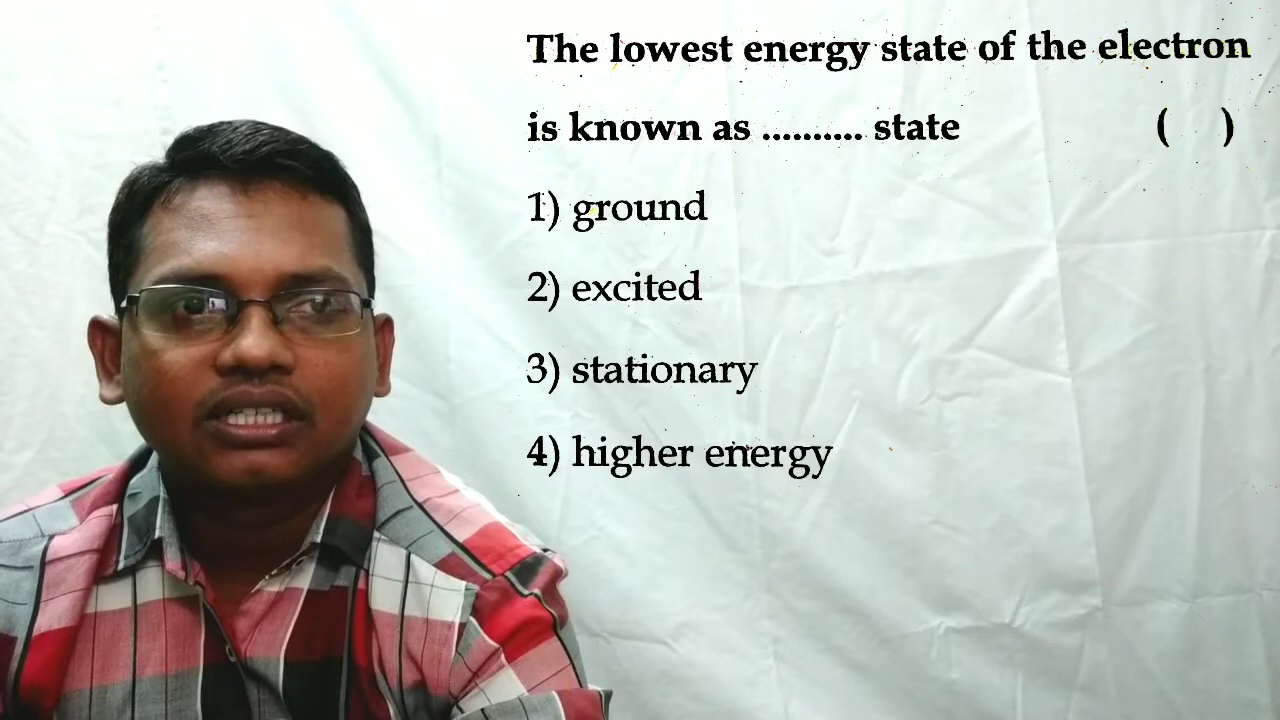 The lowest energy state of the electron
is known as .......... state ( )
1) ground
2) excited
3) stationary
4) higher energy